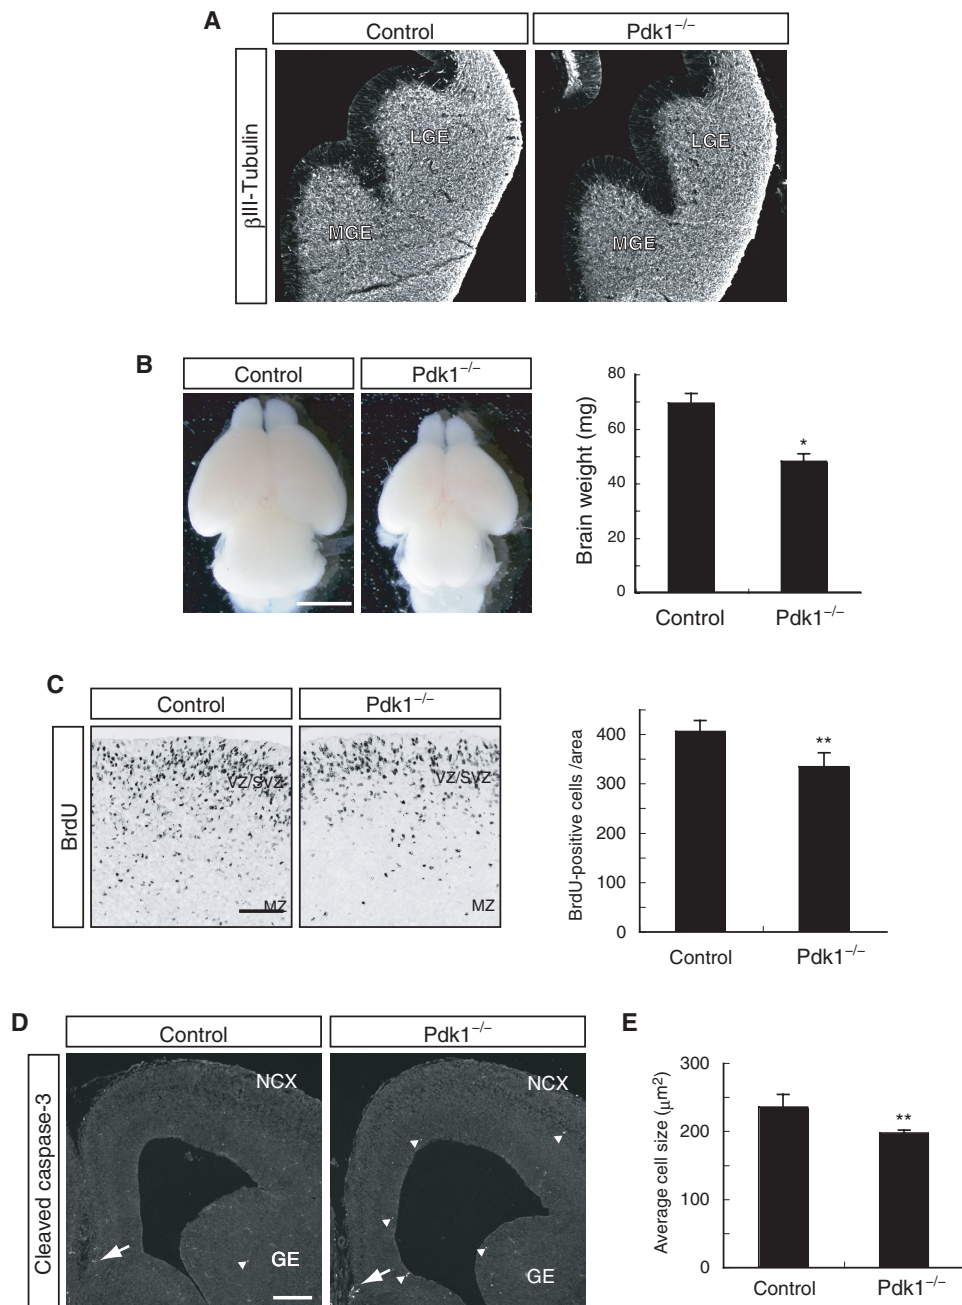 A
Control
Pdk1−/−
βIII-Tubulin
LGE
MGE
LGE
MGE
B
Control
Pdk1−/−
Brain weight (mg)
80
60
40
20
0
*
Control
Pdk1−/−
C
Control
Pdk1−/−
BrdU
VZ/SVZ
MZ
VZ/SVZ
MZ
BrdU-positive cells /area
400
300
200
100
0
**
Control
Pdk1−/−
D
Control
Pdk1−/−
Cleaved caspase-3
NCX
GE
NCX
GE
E
Average cell size (μm2)
300
200
100
0
**
Control
Pdk1−/−